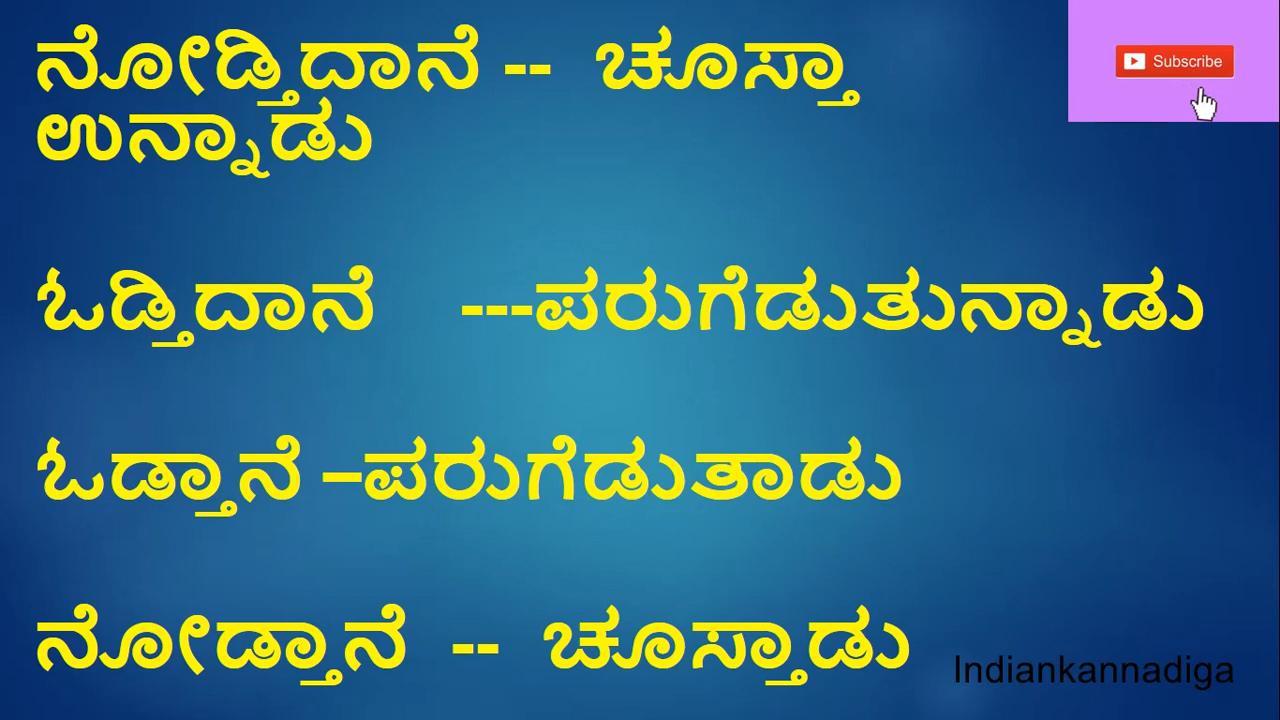 ನೋಡ್ತಿದಾನೆ -- ಚೂಸ್ತಾ
Subscribe
ಉನ್ನಾಡು
ಓಡ್ತಿದಾನೆ ---ಪರುಗೆಡುತುನ್ನಾಡು
ಓಡ್ತಾನೆ –ಪರುಗೆಡುತಾಡು
ನೋಡ್ತಾನೆ -- ಚೂಸ್ತಾಡು
Indiankannadiga